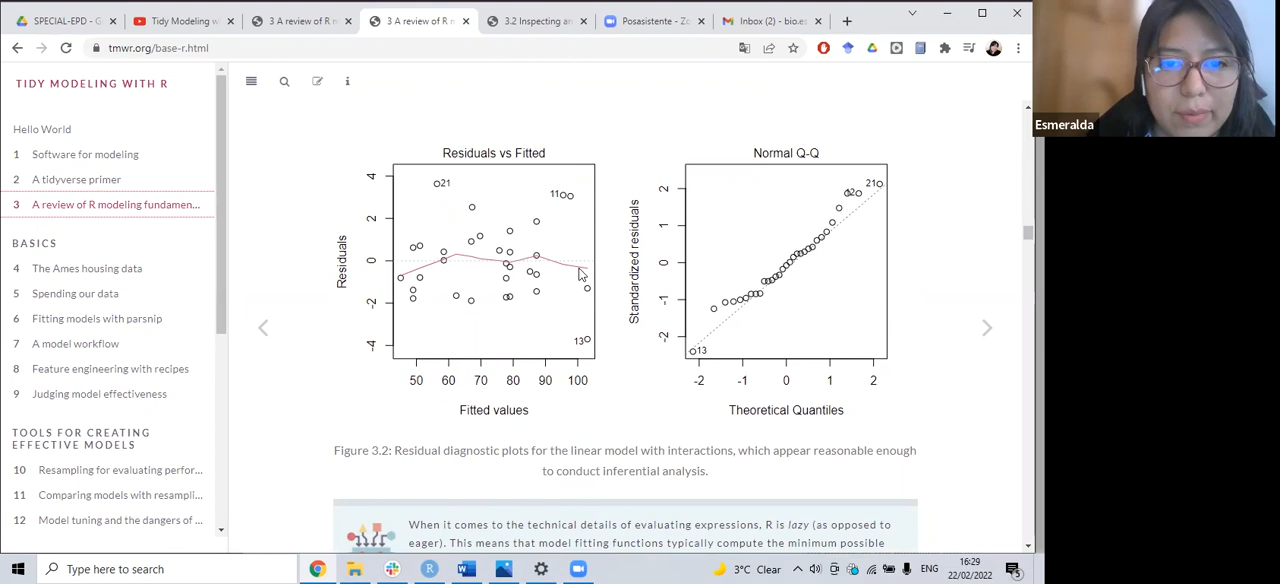 SPECIAL-EPD - G
Tidy Modeling w
3 A review of R m
3 A review of R m
3.2 Inspecting an
Posasistente - Zo
Inbox (2) - bio.es
tmwr.org/base-r.html
Esmeralda
TIDY MODELING WITH R
Hello World
1 Software for modeling
2 A tidyverse primer
3 A review of R modeling fundamen...
BASICS
4 The Ames housing data
5 Spending our data
6 Fitting models with parsnip
7 A model workflow
8 Feature engineering with recipes
9 Judging model effectiveness
TOOLS FOR CREATING
EFFECTIVE MODELS
10 Resampling for evaluating perfor...
11 Comparing models with resampli...
12 Model tuning and the dangers of ...
Residuals vs Fitted
Residuals
4
2
0
-2
-4
21
11
13
50 60 70 80 90 100
Fitted values
Normal Q-Q
Standardized residuals
2
1
0
-1
-2
12
21
13
-2 -1 0 1 2
Theoretical Quantiles
Figure 3.2: Residual diagnostic plots for the linear model with interactions, which appear reasonable enough
to conduct inferential analysis.
When it comes to the technical details of evaluating expressions, R is lazy (as opposed to
eager). This means that model fitting functions typically compute the minimum possible
Type here to search
3°C Clear
ENG
16:29
22/02/2022